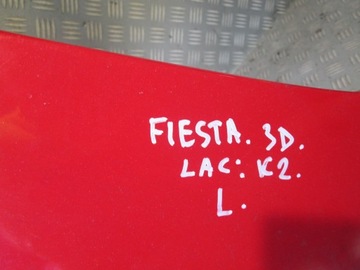 FIESTA. 3D.
LAC: K2.
L.